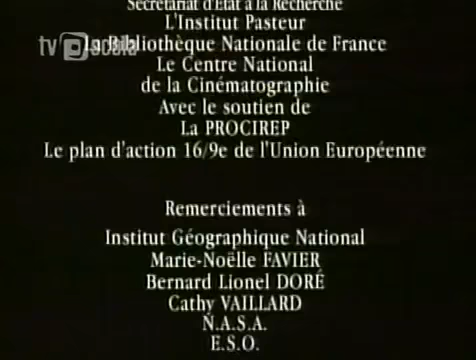 Secrétariat d'Etat à la Recherche
L'Institut Pasteur
La Bibliothèque Nationale de France
Le Centre National
de la Cinématographie
Avec le soutien de
La PROCIREP
Le plan d'action 16/9e de l'Union Européenne
Remerciements à
Institut Géographique National
Marie-Noëlle FAVIER
Bernard Lionel DORÉ
Cathy VAILLARD
N.A.S.A.
E.S.O.